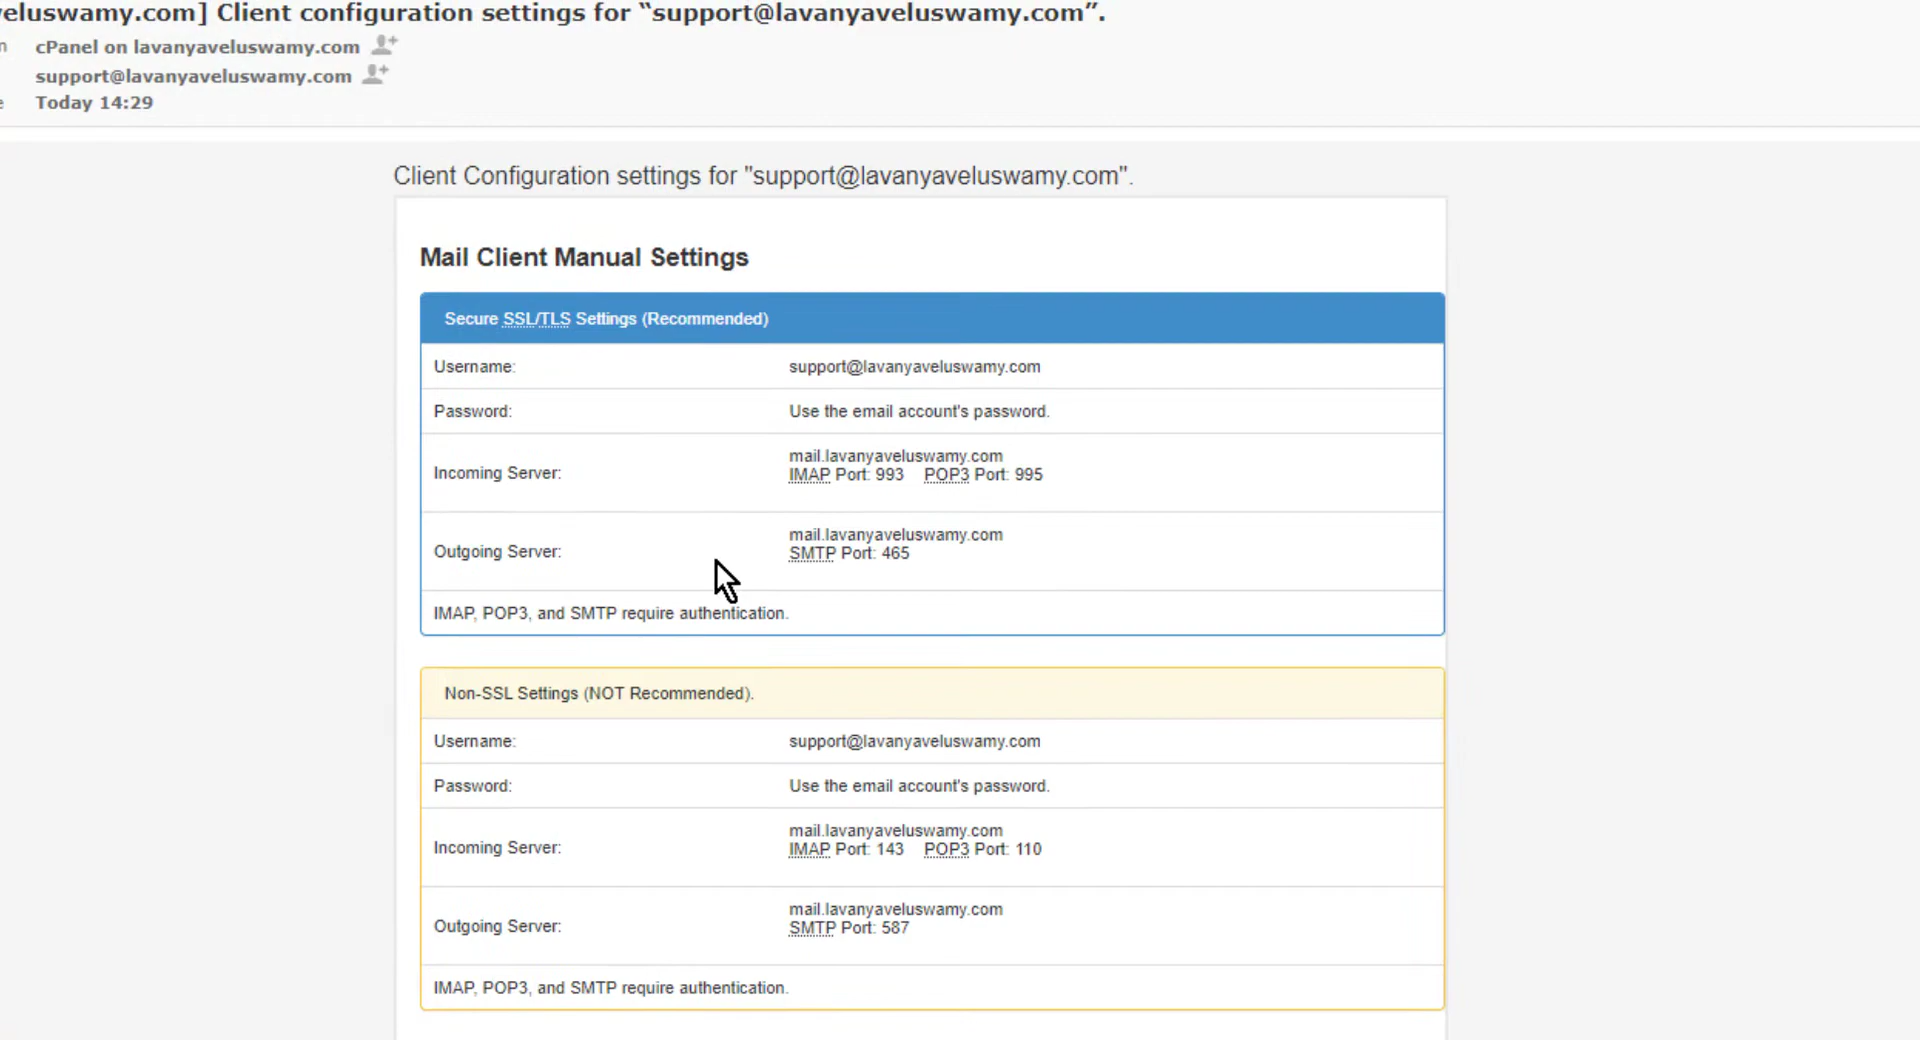 eluswamy.com] Client configuration settings for “support@lavanyaveluswamy.com”.
cPanel on lavanyaveluswamy.com
support@lavanyaveluswamy.com
Today 14:29
Client Configuration settings for "support@lavanyaveluswamy.com".
Mail Client Manual Settings
Secure SSL/TLS Settings (Recommended)
Username: support@lavanyaveluswamy.com
Password: Use the email account's password.
Incoming Server: mail.lavanyaveluswamy.com
IMAP Port: 993 POP3 Port: 995
Outgoing Server: mail.lavanyaveluswamy.com
SMTP Port: 465
IMAP, POP3, and SMTP require authentication.
Non-SSL Settings (NOT Recommended).
Username: support@lavanyaveluswamy.com
Password: Use the email account's password.
Incoming Server: mail.lavanyaveluswamy.com
IMAP Port: 143 POP3 Port: 110
Outgoing Server: mail.lavanyaveluswamy.com
SMTP Port: 587
IMAP, POP3, and SMTP require authentication.